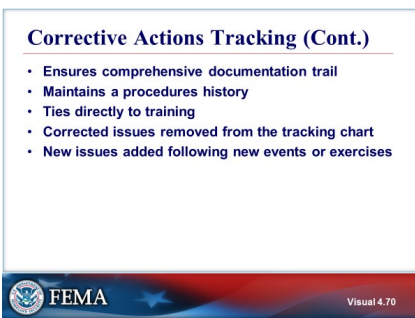 Corrective Actions Tracking (Cont.)
• Ensures comprehensive documentation trail
• Maintains a procedures history
• Ties directly to training
• Corrected issues removed from the tracking chart
• New issues added following new events or exercises
FEMA
Visual 4.70